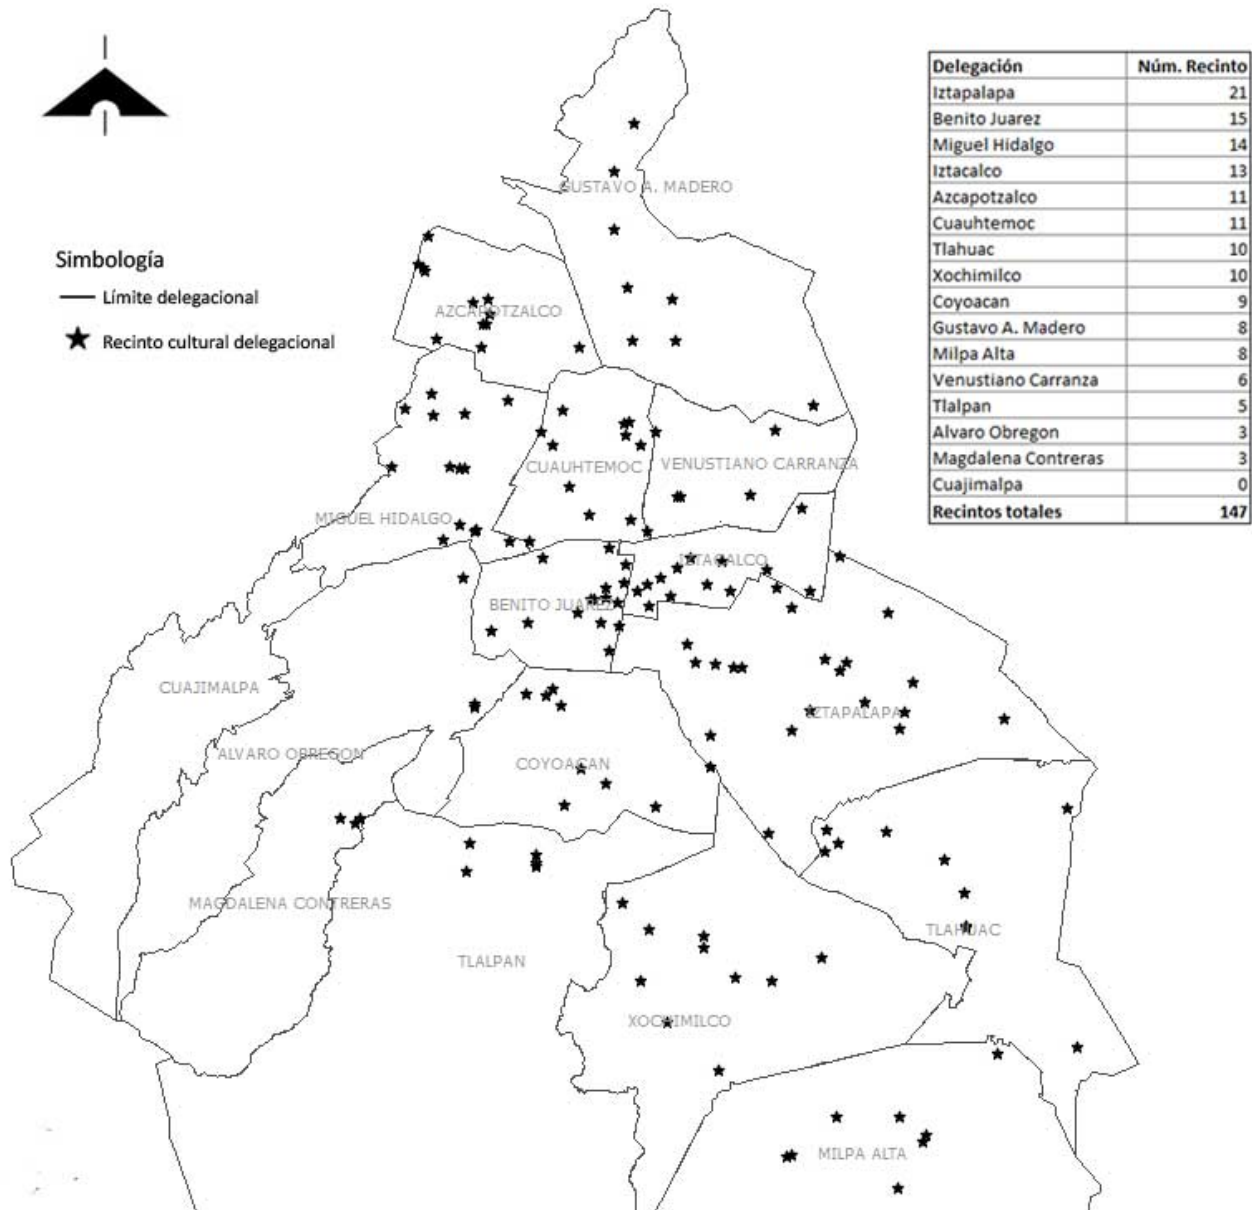 Delegación Núm. Recinto
Iztapalapa 21
Benito Juarez 15
Miguel Hidalgo 14
Iztacalco 13
Azcapotzalco 11
Cuauhtemoc 11
Tlahuac 10
Xochimilco 10
Coyoacan 9
Gustavo A. Madero 8
Milpa Alta 8
Venustiano Carranza 6
Tlalpan 5
Alvaro Obregon 3
Magdalena Contreras 3
Cuajimalpa 0
Recintos totales 147
Simbología
Límite delegacional
Recinto cultural delegacional
GUSTAVO A. MADERO
AZCAPOTZALCO
CUAUHTEMOC
VENUSTIANO CARRANZA
MIGUEL HIDALGO
IZTACALCO
BENITO JUAREZ
CUAJIMALPA
IZTAPALAPA
ALVARO OBREGON
COYOACAN
MAGDALENA CONTRERAS
TLAHUAC
TLALPAN
XOCHIMILCO
MILPA ALTA